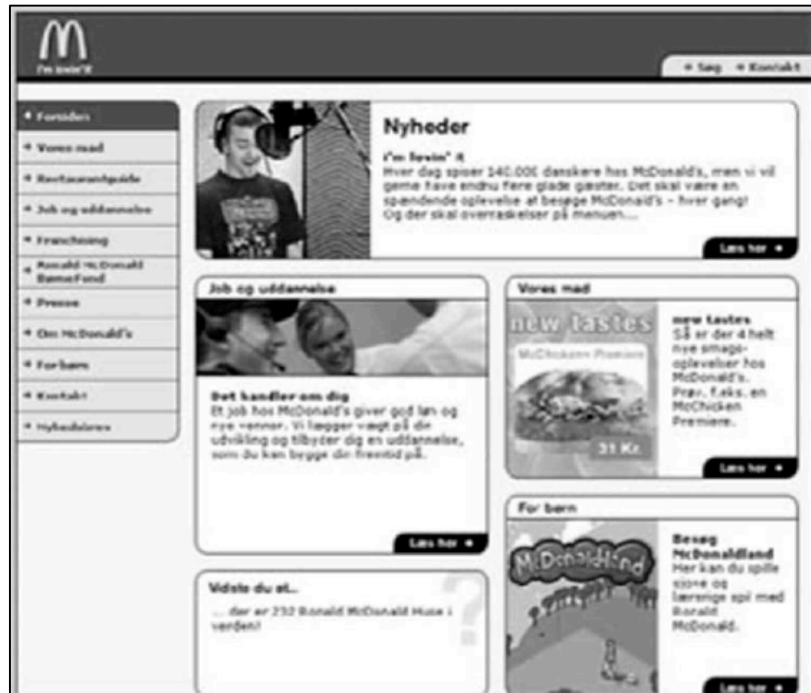 i'm lovin' it
Søg
Kontakt
Forsiden
Vores mad
Restaurantguide
Job og uddannelse
Franchising
Ronald McDonald
BørneFond
Presse
Om McDonald's
For børn
Kontakt
Nyhedsbrev
Nyheder
i'm lovin' it
Hver dag spiser 140.000 danskere hos McDonald's, men vi vil
gerne have endnu flere glade gæster. Det skal være en
spændende oplevelse at besøge McDonald's – hver gang!
Og der skal overraskelser på menuen...
Læs her
Job og uddannelse
Det handler om dig
Et job hos McDonald's giver god løn og
nye venner. Vi lægger vægt på din
udvikling og tilbyder dig en uddannelse,
som du kan bygge din fremtid på.
Læs her
Vidste du at...
... der er 232 Ronald McDonald Huse i
verden!
?
Vores mad
new tastes
McChicken Premiere
31 Kr.
new tastes
Så er der 4 helt
nye smags-
oplevelser hos
McDonald's.
Prøv, f.eks. en
McChicken
Premiere.
Læs her
For børn
McDonaldland
Besøg
McDonaldland
Her kan du spille
sjove og
lærerige spil med
Ronald
McDonald.
Læs her